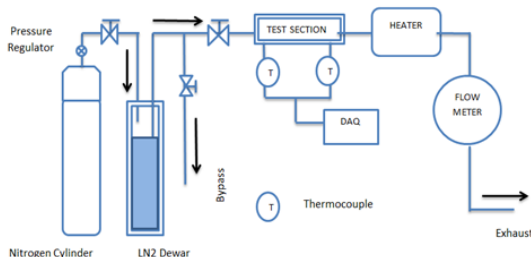 Pressure
Regulator
TEST SECTION
HEATER
T
T
FLOW
METER
DAQ
Bypass
T
Thermocouple
Exhaust
Nitrogen Cylinder
LN2 Dewar